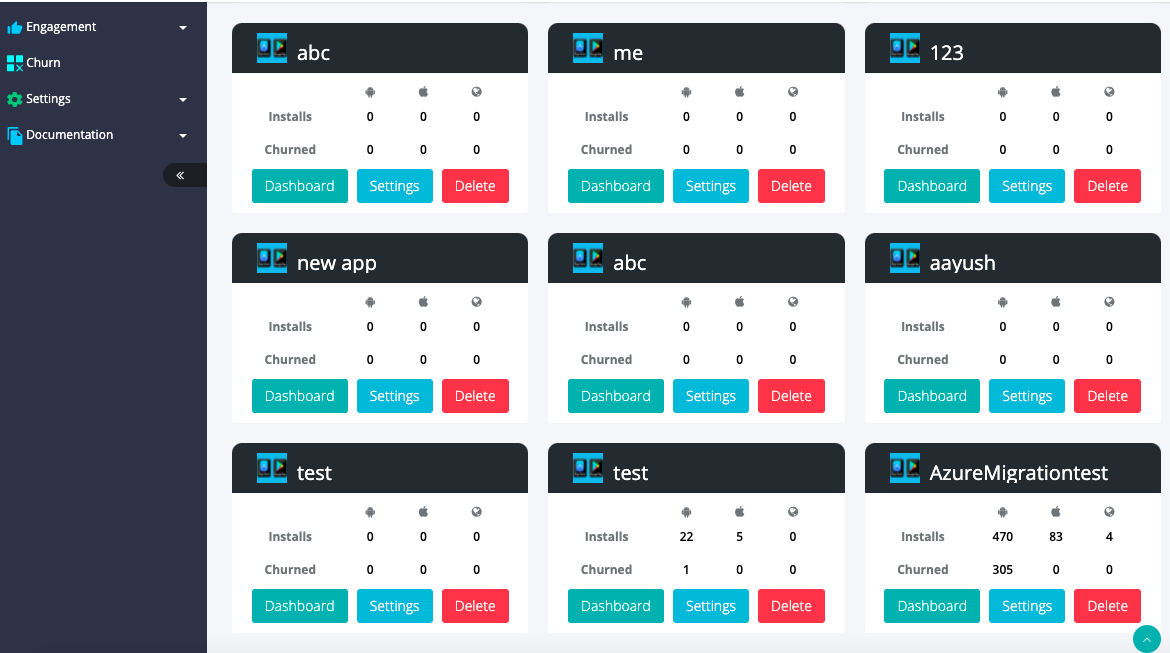 Engagement
Churn
Settings
Documentation
abc
Installs 0 0 0
Churned 0 0 0
Dashboard Settings Delete
me
Installs 0 0 0
Churned 0 0 0
Dashboard Settings Delete
123
Installs 0 0 0
Churned 0 0 0
Dashboard Settings Delete
new app
Installs 0 0 0
Churned 0 0 0
Dashboard Settings Delete
abc
Installs 0 0 0
Churned 0 0 0
Dashboard Settings Delete
aayush
Installs 0 0 0
Churned 0 0 0
Dashboard Settings Delete
test
Installs 0 0 0
Churned 0 0 0
Dashboard Settings Delete
test
Installs 22 5 0
Churned 1 0 0
Dashboard Settings Delete
AzureMigrationtest
Installs 470 83 4
Churned 305 0 0
Dashboard Settings Delete